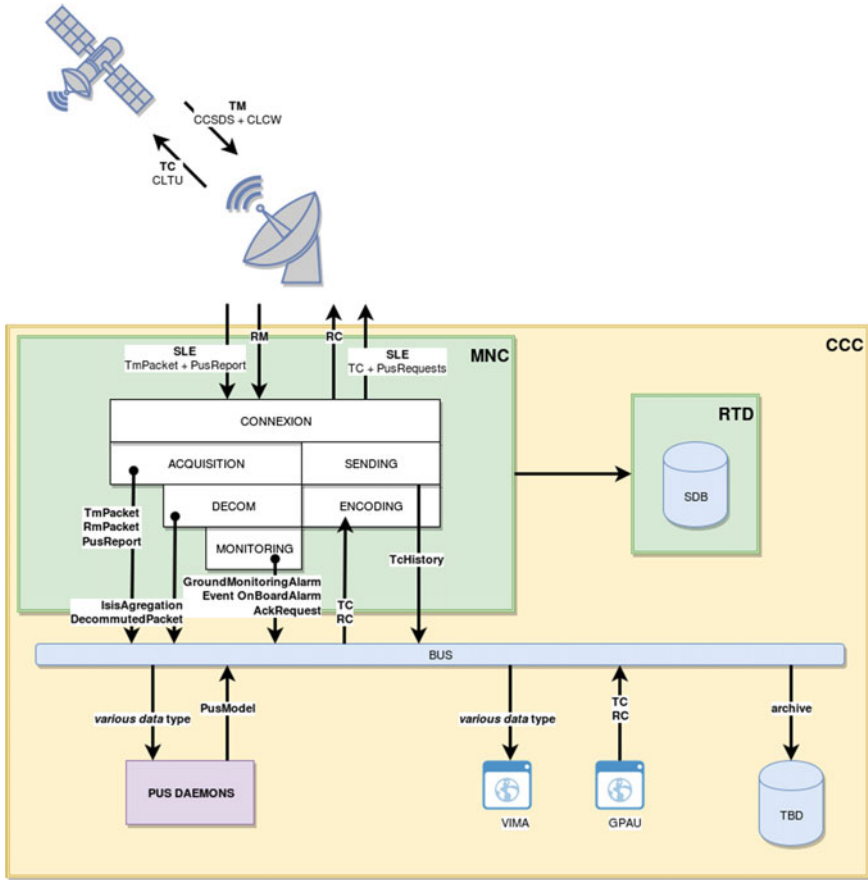 TM
CCSDS + CLCW
TC
CLTU
CCC
MNC
RM
RC
SLE
TmPacket + PusReport
SLE
TC + PusRequests
RTD
CONNEXION
ACQUISITION
SENDING
SDB
DECOM
ENCODING
TmPacket
RmPacket
PusReport
MONITORING
TcHistory
GroundMonitoringAlarm
Event OnBoardAlarm
AckRequest
IsisAgregation
DecommutedPacket
TC
RC
BUS
various data type
PusModel
various data type
TC
RC
archive
PUS DAEMONS
VIMA
GPAU
TBD